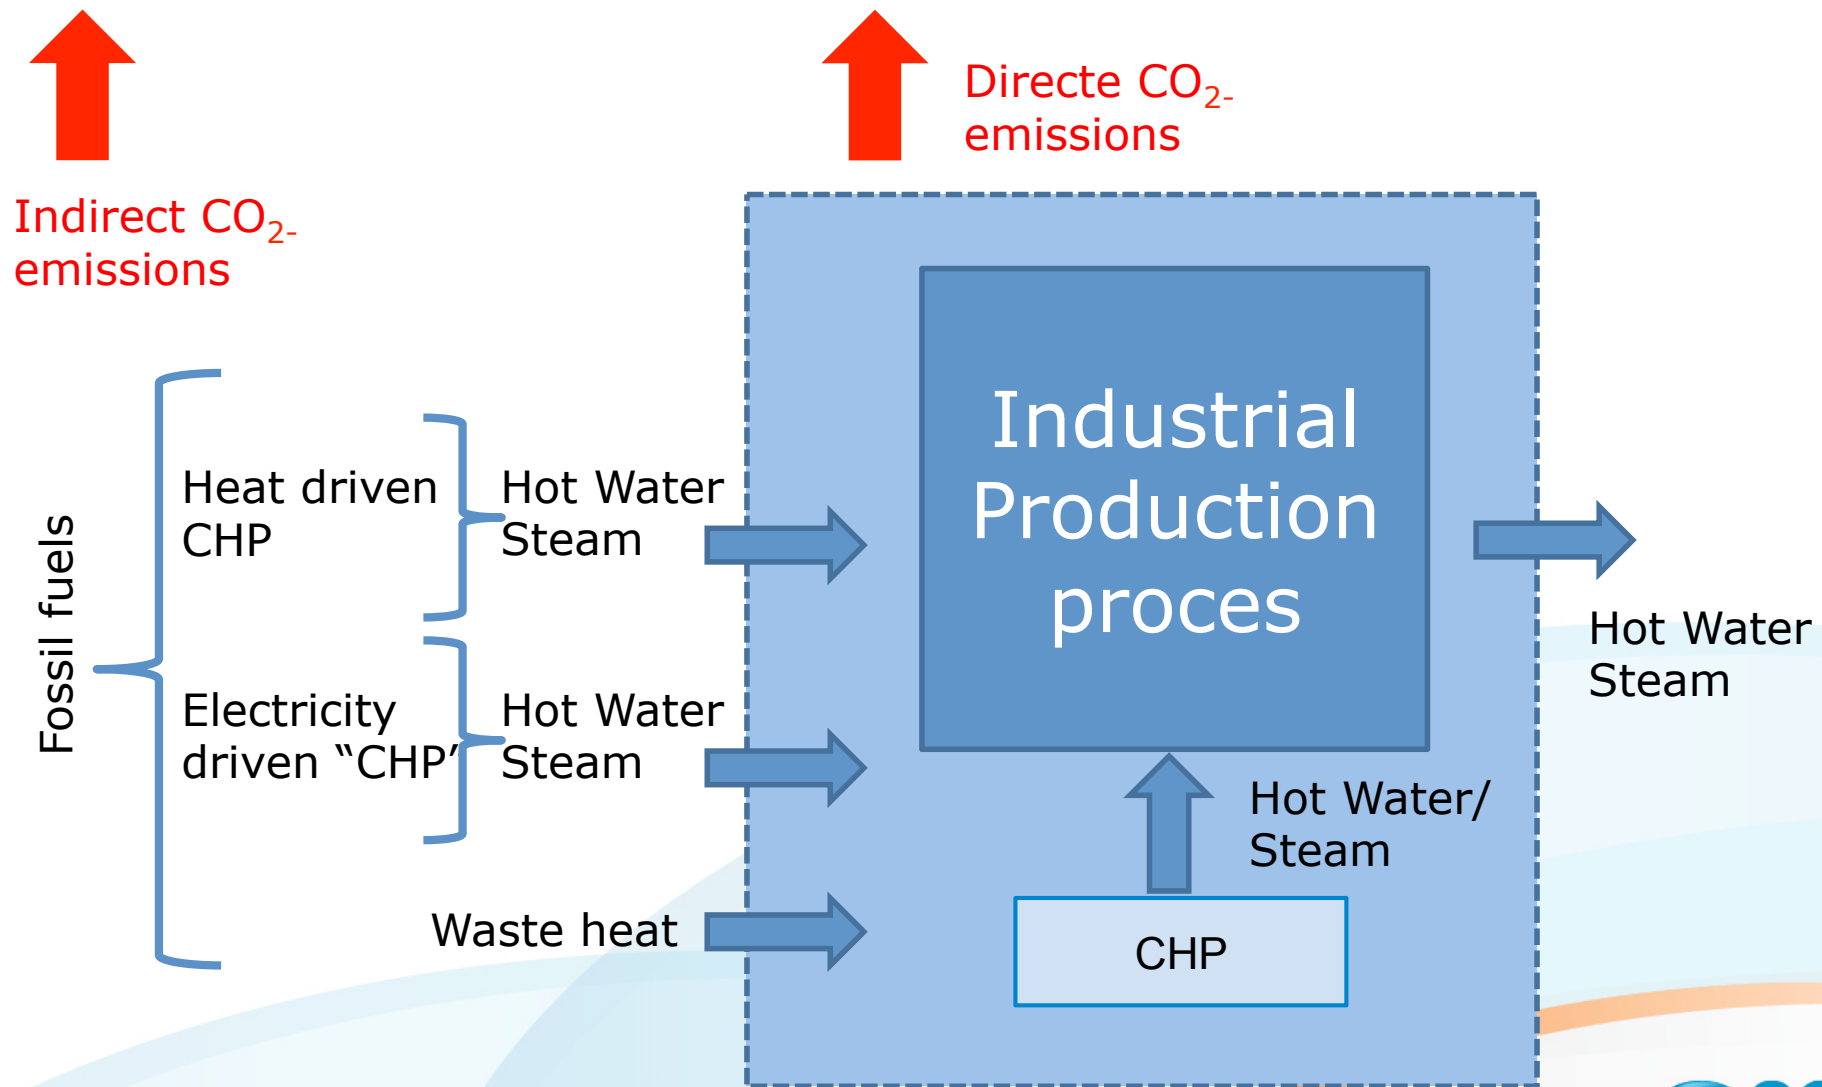 Directe CO2-
emissions
Indirect CO2-
emissions
Industrial
Production
proces
Fossil fuels
Heat driven
CHP
Hot Water
Steam
Electricity
driven “CHP’
Hot Water
Steam
Waste heat
Hot Water/
Steam
CHP
Hot Water
Steam